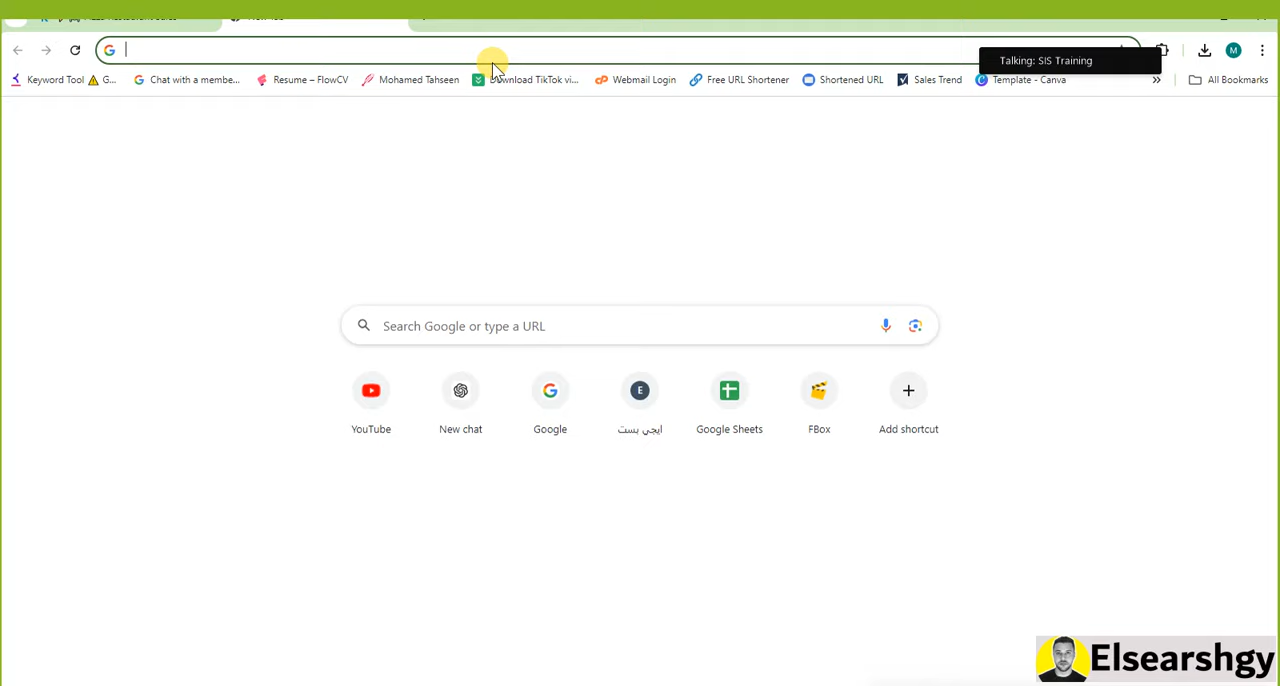 Talking: SIS Training
Keyword Tool
G...
Chat with a membe...
Resume – FlowCV
Mohamed Tahseen
Download TikTok vi...
Webmail Login
Free URL Shortener
Shortened URL
Sales Trend
Template - Canva
»
All Bookmarks
M
Search Google or type a URL
E
YouTube
New chat
Google
ايجي بست
Google Sheets
FBox
Add shortcut
Elsearshgy